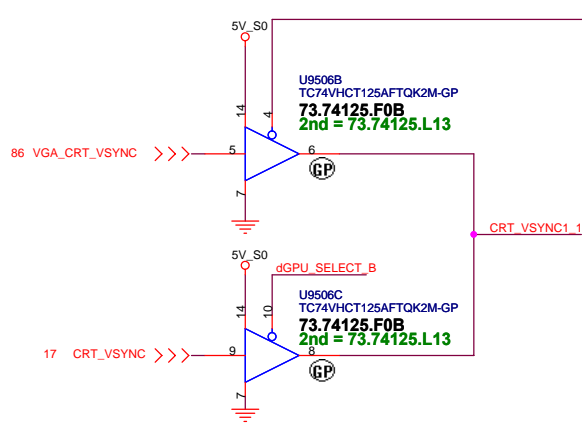 5V_S0
U9506B
TC74VHCT125AFTQK2M-GP
73.74125.F0B
2nd = 73.74125.L13
14
4
86 VGA_CRT_VSYNC
5
6
GP
7
CRT_VSYNC1_1
5V_S0
dGPU_SELECT_B
U9506C
TC74VHCT125AFTQK2M-GP
73.74125.F0B
2nd = 73.74125.L13
14
10
17 CRT_VSYNC
9
8
GP
7